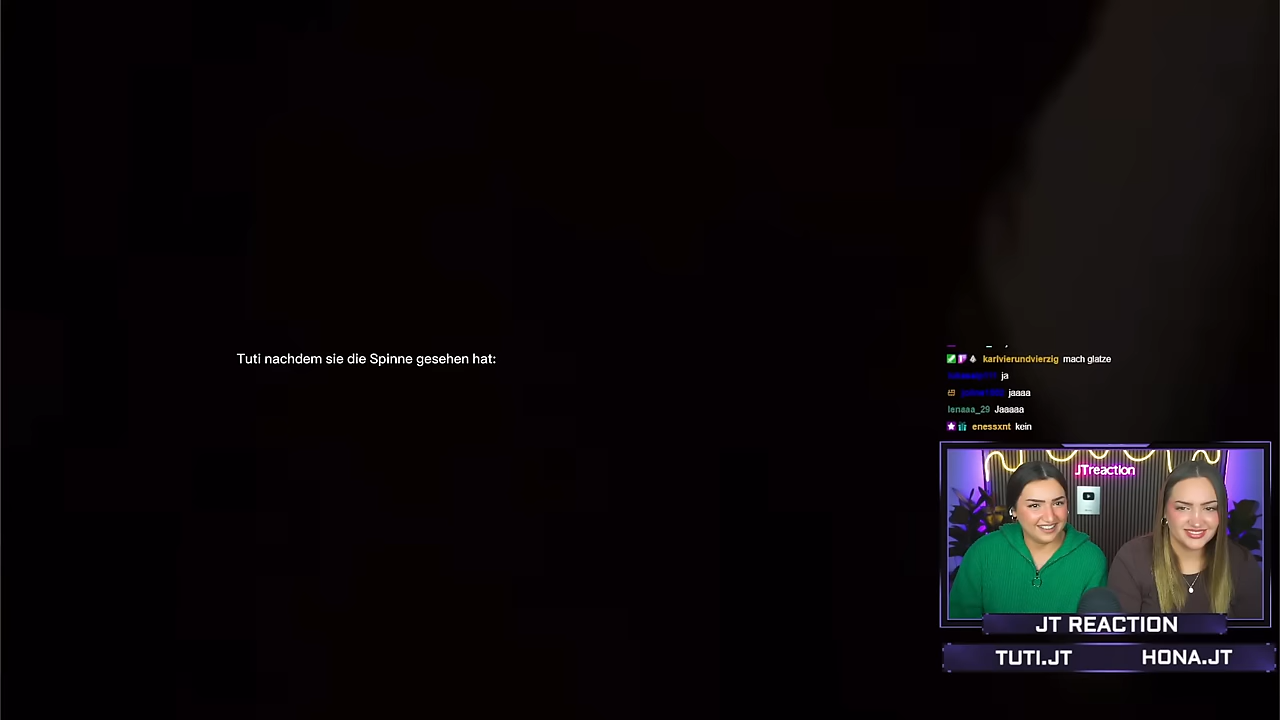 Tuti nachdem sie die Spinne gesehen hat:
karlvierundvierzig mach glatze
ja
jaaaa
lenaaa_29 Jaaaaa
enessxnt kein
JTreaction
JT REACTION
TUTI.JT HONA.JT